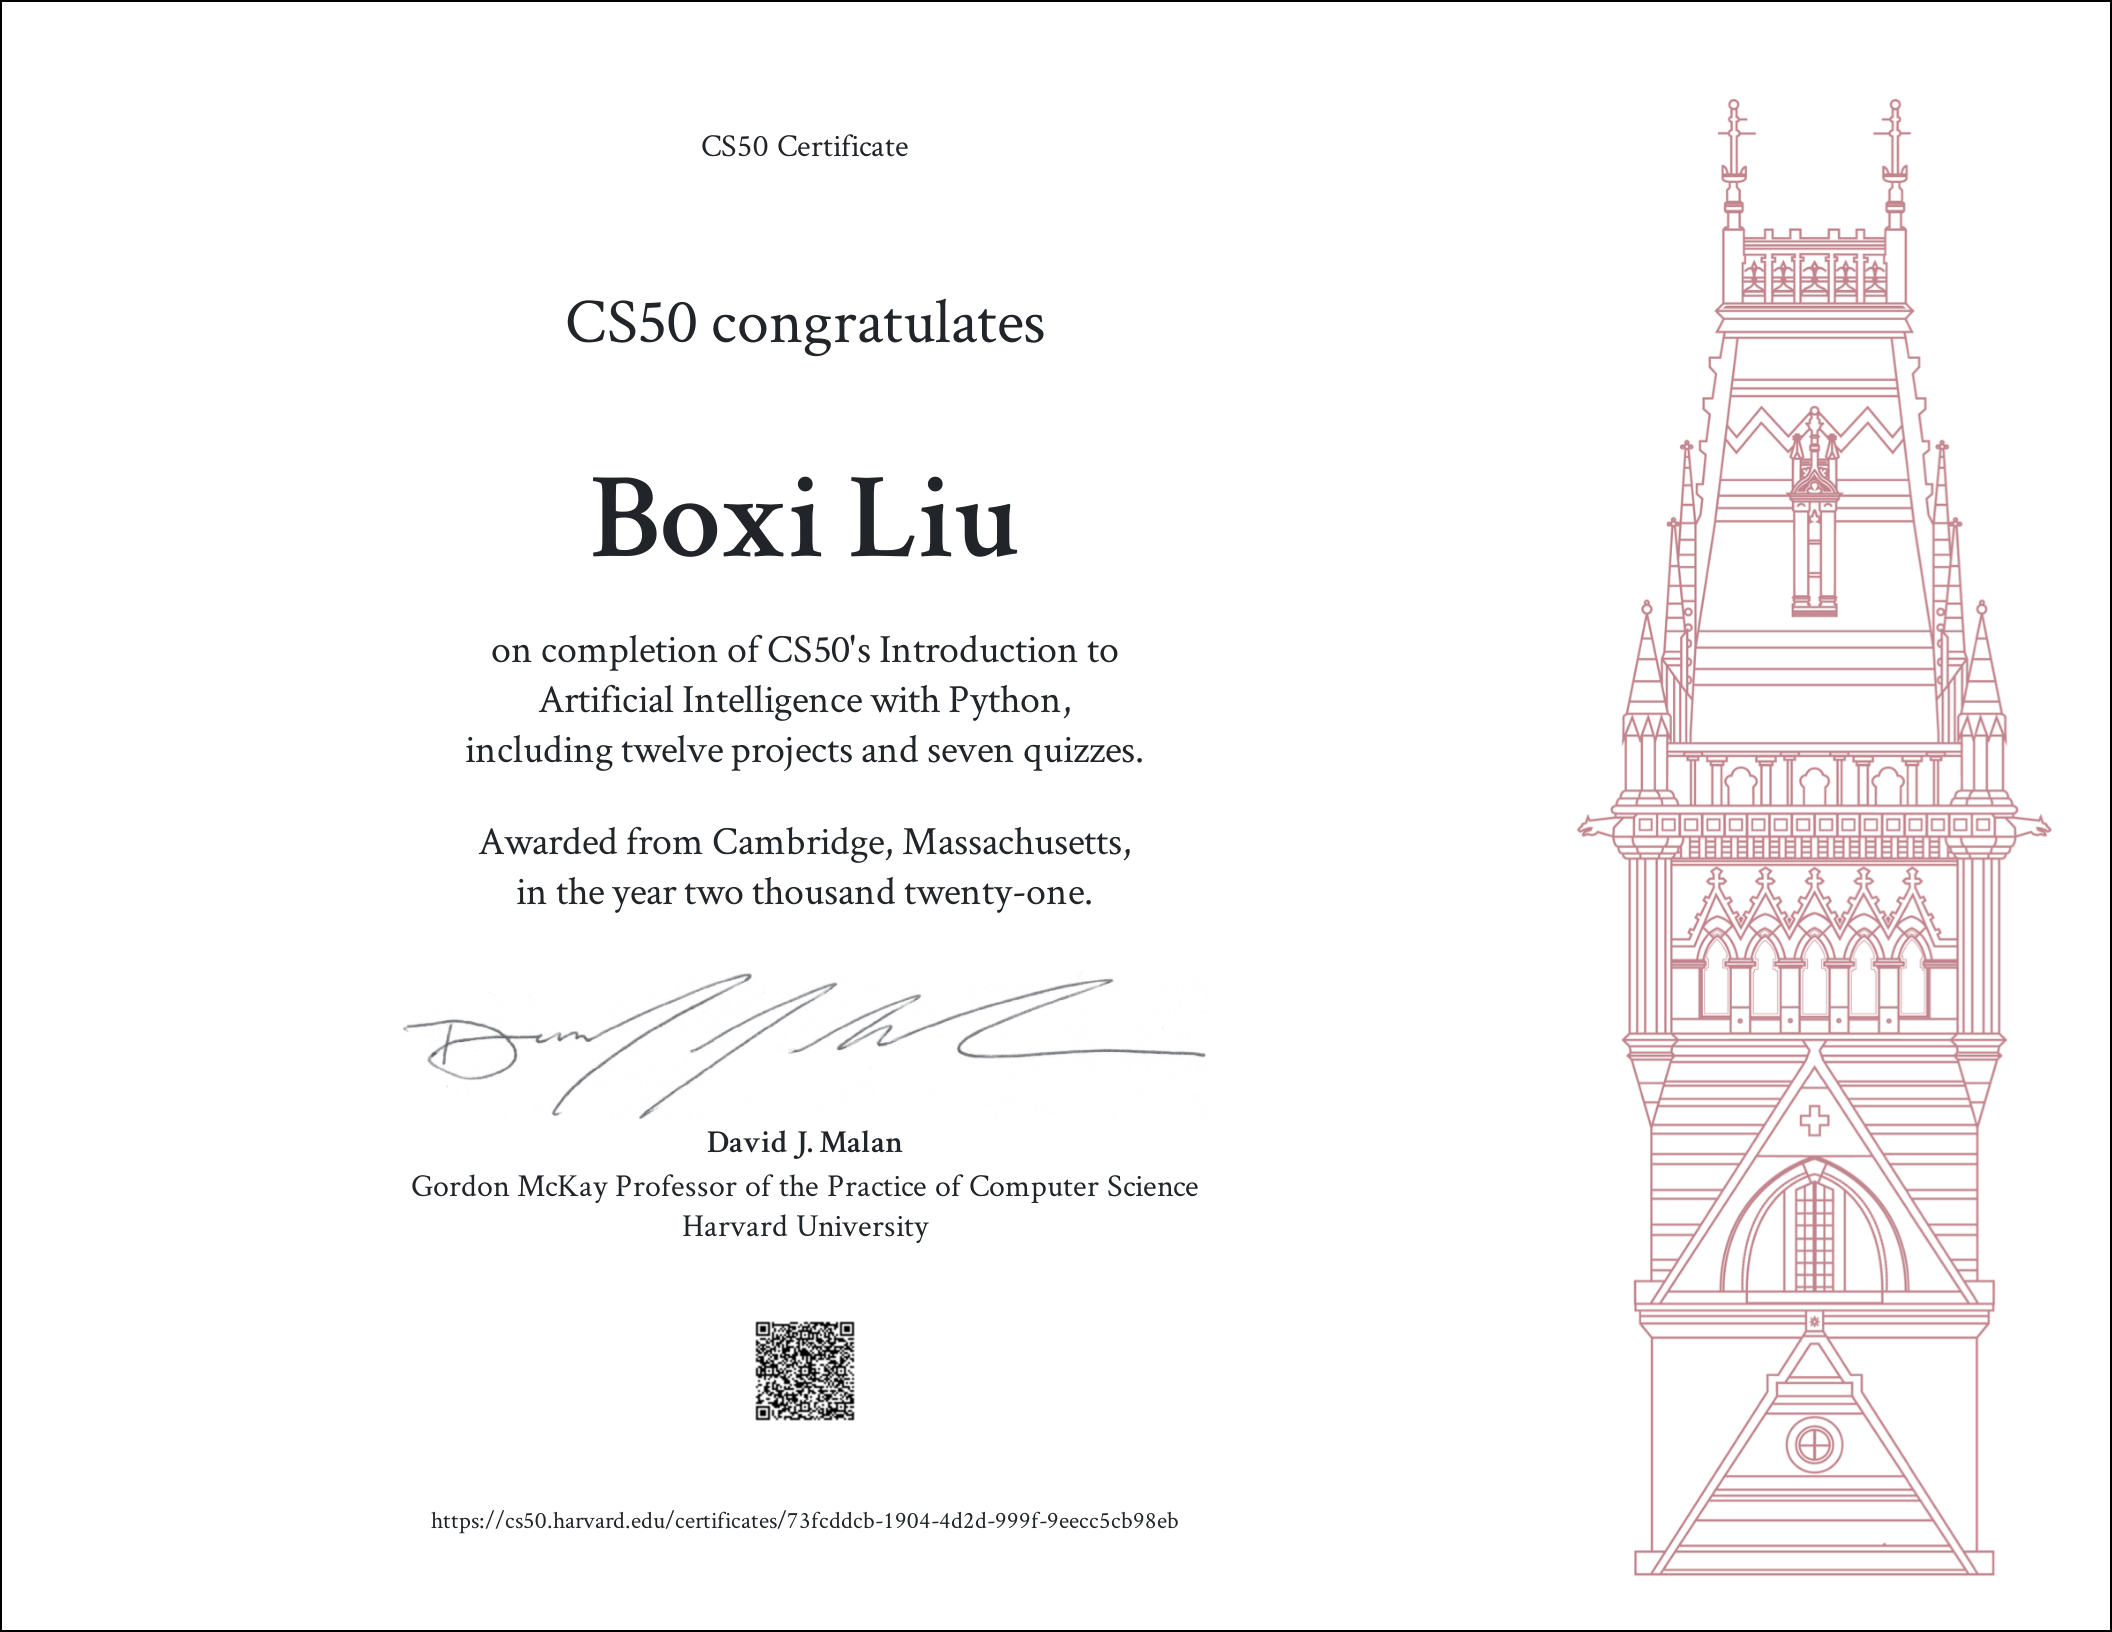 CS50 Certificate
CS50 congratulates
Boxi Liu
on completion of CS50's Introduction to
Artificial Intelligence with Python,
including twelve projects and seven quizzes.
Awarded from Cambridge, Massachusetts,
in the year two thousand twenty-one.
David J. Malan
Gordon McKay Professor of the Practice of Computer Science
Harvard University
https://cs50.harvard.edu/certificates/73fcddcb-1904-4d2d-999f-9eecc5cb98eb